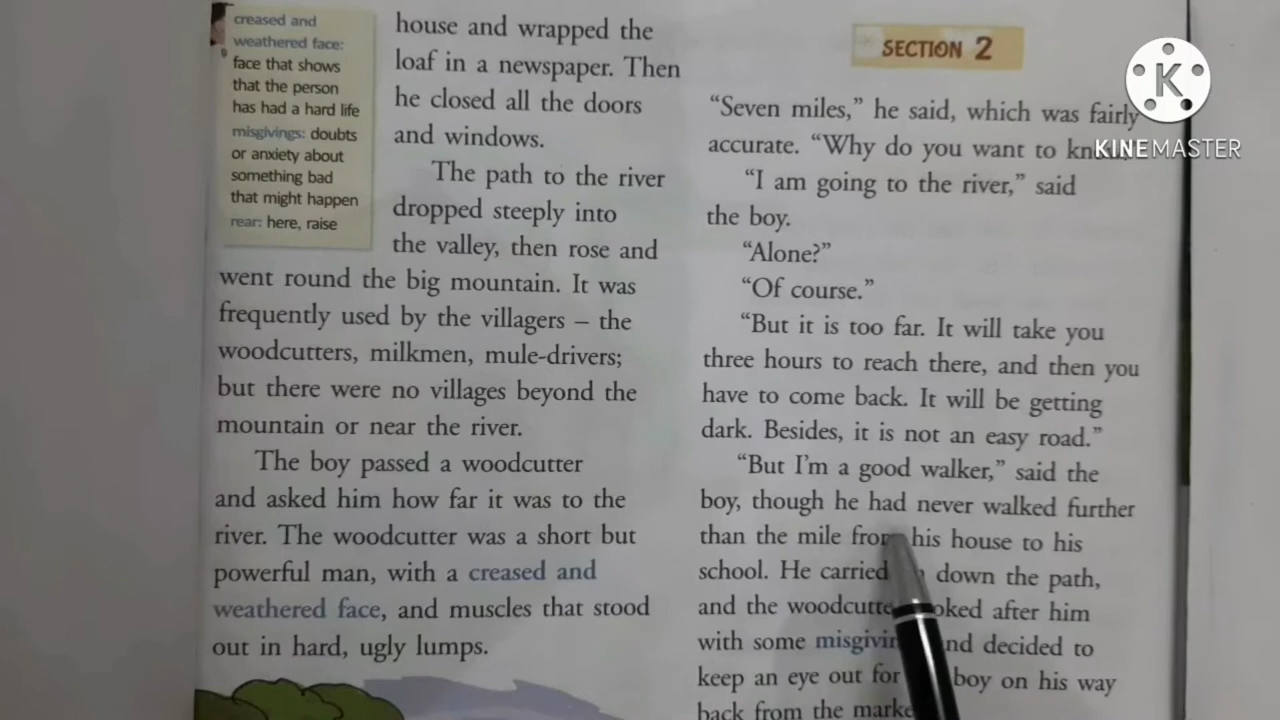 creased and
weathered face:
face that shows
that the person
has had a hard life
misgivings: doubts
or anxiety about
something bad
that might happen
rear: here, raise
house and wrapped the
loaf in a newspaper. Then
he closed all the doors
and windows.
The path to the river
dropped steeply into
the valley, then rose and
went round the big mountain. It was
frequently used by the villagers – the
woodcutters, milkmen, mule-drivers;
but there were no villages beyond the
mountain or near the river.
The boy passed a woodcutter
and asked him how far it was to the
river. The woodcutter was a short but
powerful man, with a creased and
weathered face, and muscles that stood
out in hard, ugly lumps.
SECTION 2
“Seven miles,” he said, which was fairly
accurate. “Why do you want to
“I am going to the river,” said
the boy.
“Alone?”
“Of course.”
“But it is too far. It will take you
three hours to reach there, and then you
have to come back. It will be getting
dark. Besides, it is not an easy road.”
“But I’m a good walker,” said the
boy, though he had never walked further
than the mile from his house to his
school. He carried down the path,
and the him
with some and decided to
keep an eye out for boy on his way
back from the
K
KINEMASTER